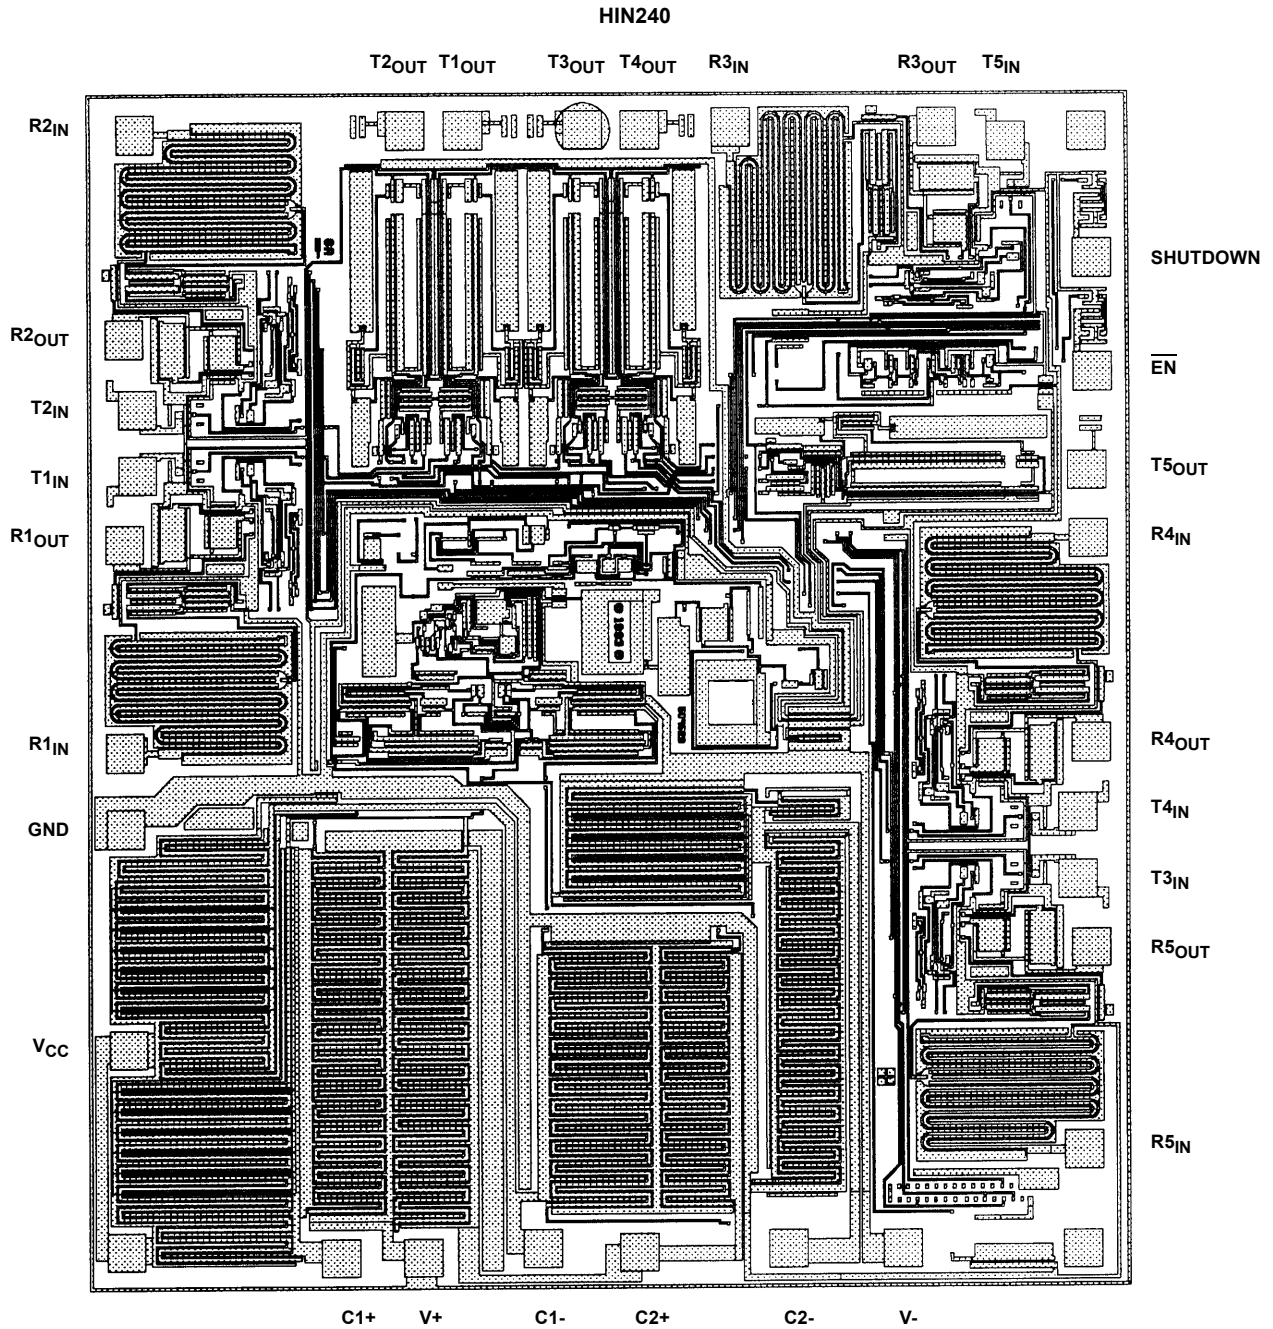 HIN240
T2OUT T1OUT T3OUT T4OUT R3IN R3OUT T5IN
R2IN
SHUTDOWN
R2OUT
EN
T2IN
T5OUT
T1IN
R1OUT
R4IN
R1IN
R4OUT
T4IN
GND
T3IN
R5OUT
VCC
R5IN
C1+ V+ C1- C2+ C2- V-